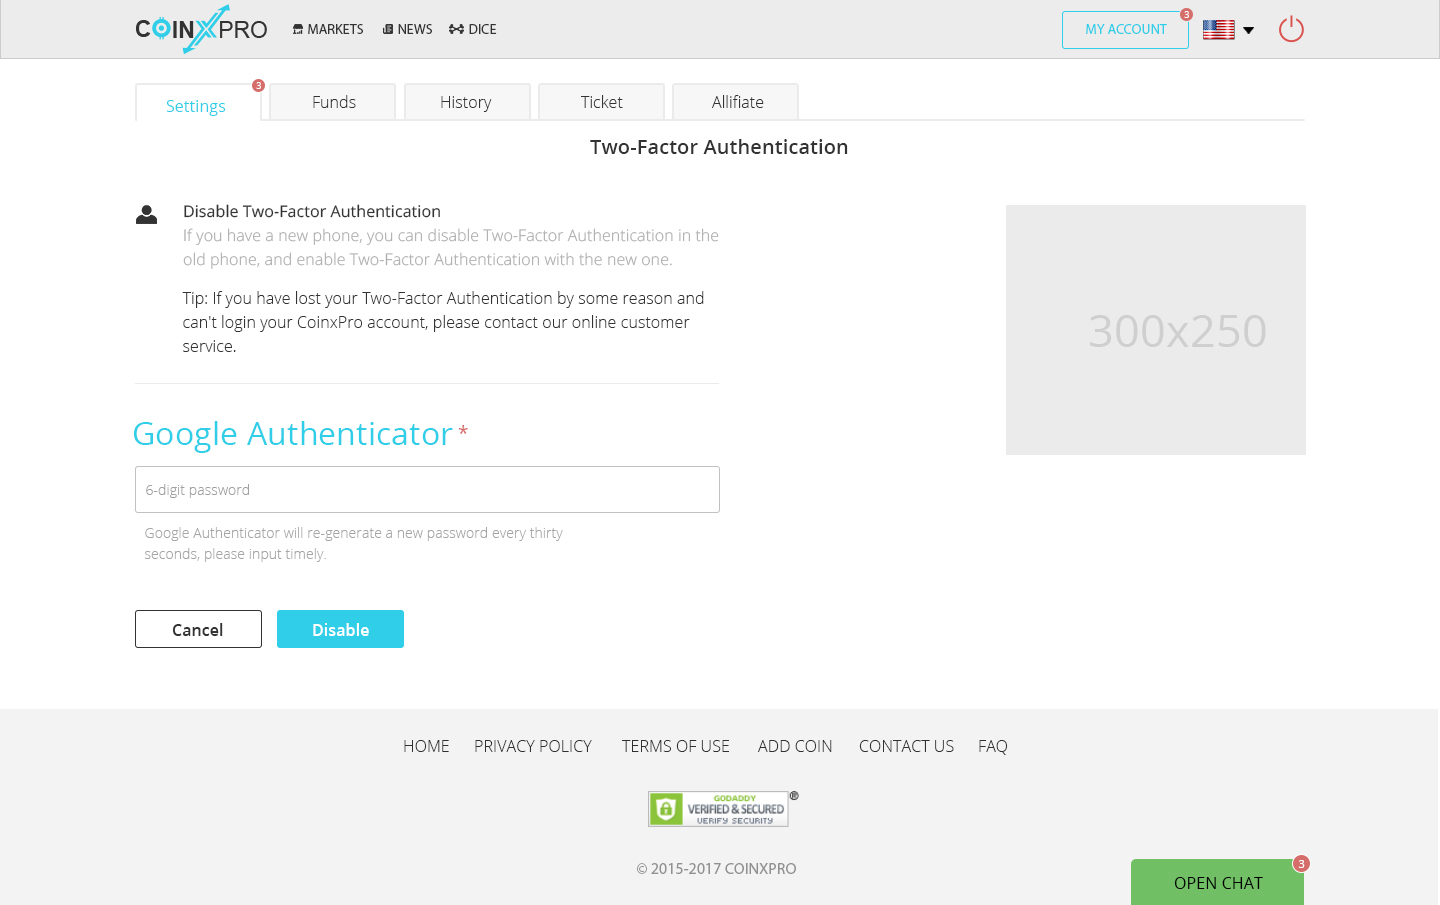 COINXPRO
MARKETS
NEWS
DICE
MY ACCOUNT
3
Settings
3
Funds
History
Ticket
Allifiate
Two-Factor Authentication
Disable Two-Factor Authentication
If you have a new phone, you can disable Two-Factor Authentication in the
old phone, and enable Two-Factor Authentication with the new one.
Tip: If you have lost your Two-Factor Authentication by some reason and
can't login your CoinxPro account, please contact our online customer
service.
300x250
Google Authenticator *
6-digit password
Google Authenticator will re-generate a new password every thirty
seconds, please input timely.
Cancel
Disable
HOME
PRIVACY POLICY
TERMS OF USE
ADD COIN
CONTACT US
FAQ
GODADDY
VERIFIED & SECURED
VERIFY SECURITY
®
© 2015-2017 COINXPRO
OPEN CHAT
3